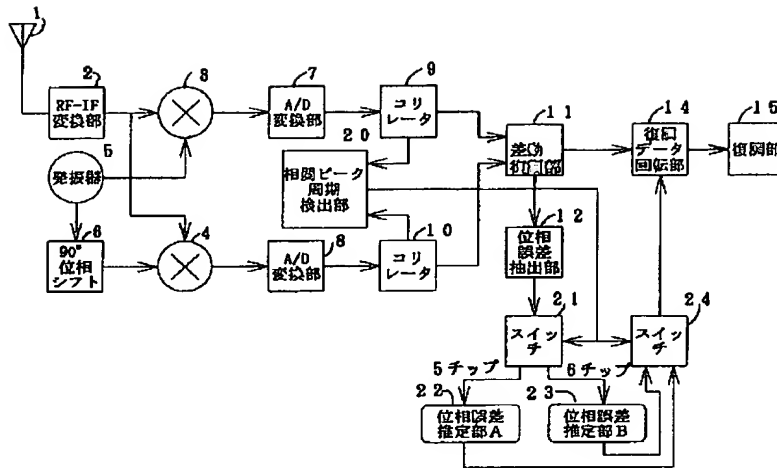 1
2
RF-IF
変換部
3
7
A/D
変換部
9
コリ
レータ
11
差動
14
復調
データ
回転部
15
復調部
5
発振器
20
相関ピーク
周期
検出部
6
90°
位相
シフト
4
8
A/D
変換部
10
コリ
レータ
12
位相
誤差
抽出部
21
スイッ
チ
24
スイッ
チ
5チップ
6チップ
22
位相誤差
推定部A
23
位相誤差
推定部B